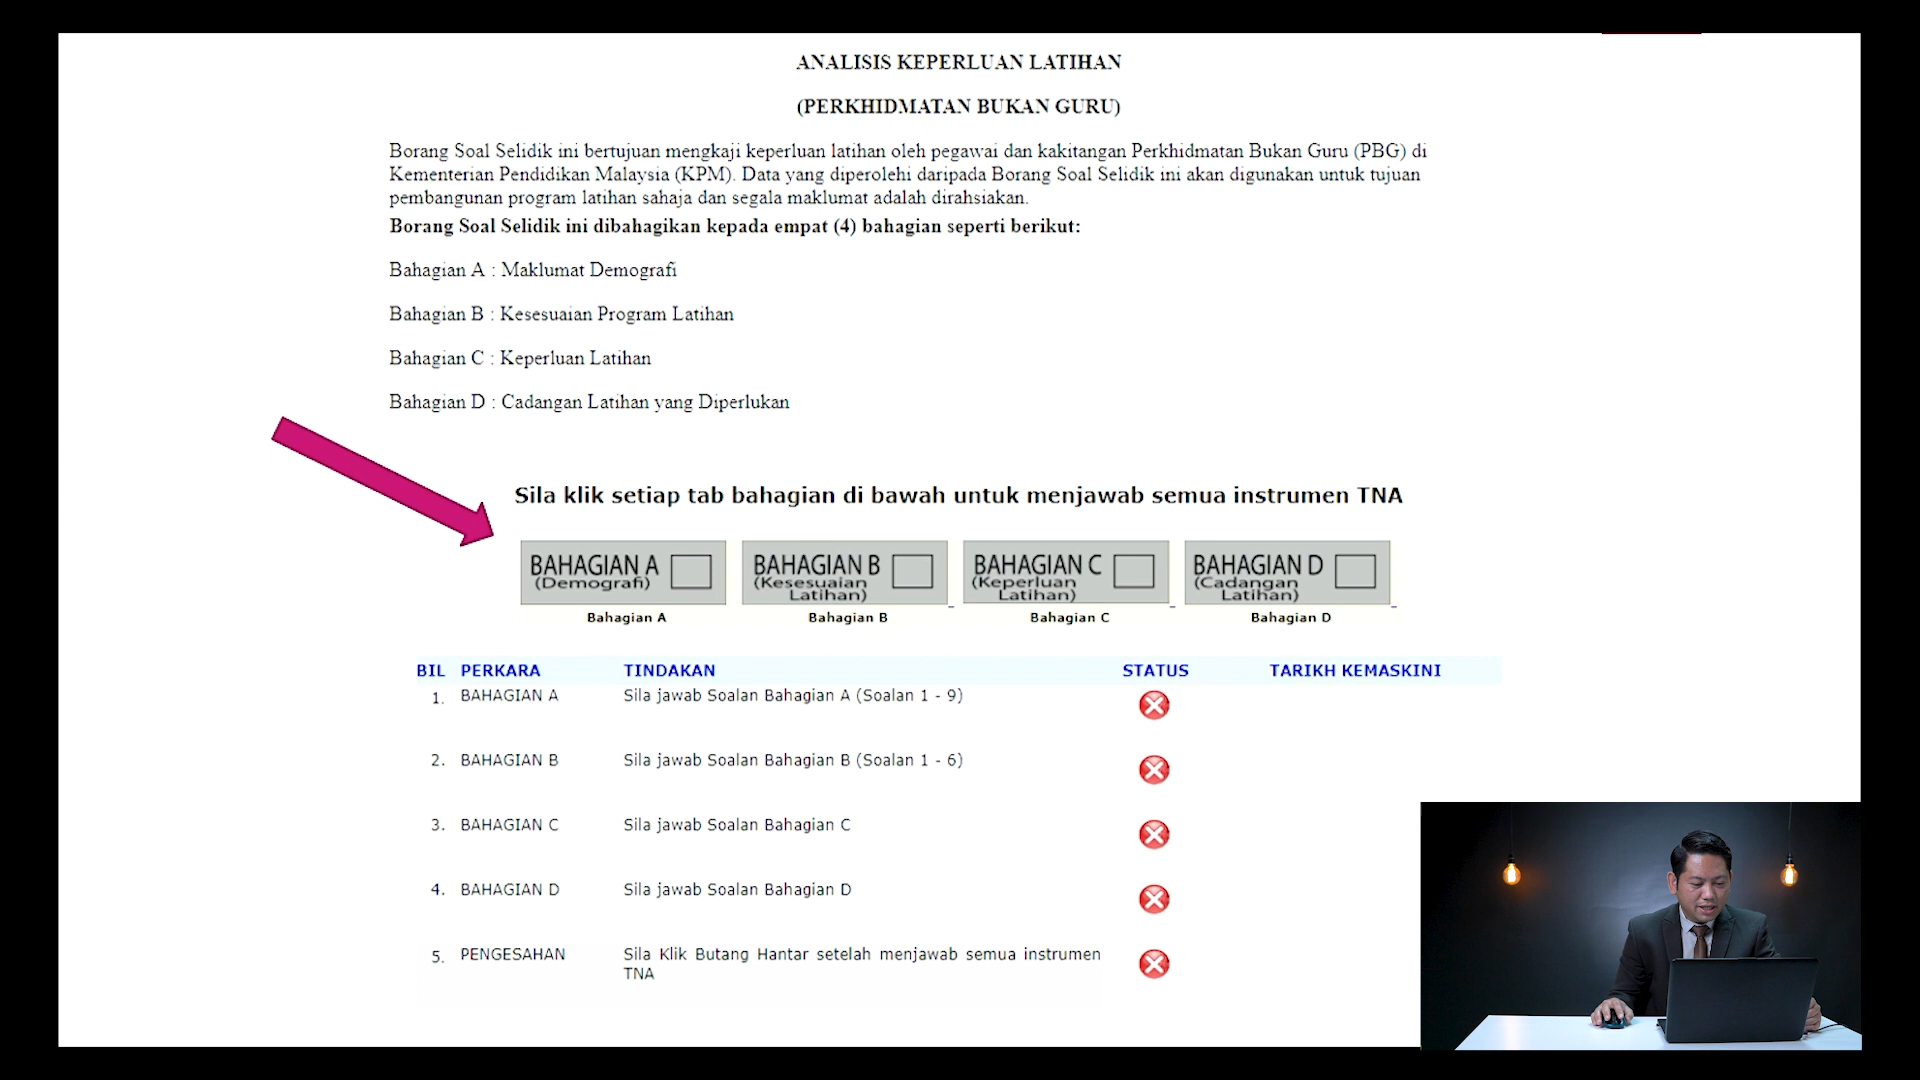 ANALISIS KEPERLUAN LATIHAN
(PERKHIDMATAN BUKAN GURU)
Borang Soal Selidik ini bertujuan mengkaji keperluan latihan oleh pegawai dan kakitangan Perkhidmatan Bukan Guru (PBG) di
Kementerian Pendidikan Malaysia (KPM). Data yang diperolehi daripada Borang Soal Selidik ini akan digunakan untuk tujuan
pembangunan program latihan sahaja dan segala maklumat adalah dirahsiakan.
Borang Soal Selidik ini dibahagikan kepada empat (4) bahagian seperti berikut:
Bahagian A : Maklumat Demografi
Bahagian B : Kesesuaian Program Latihan
Bahagian C : Keperluan Latihan
Bahagian D : Cadangan Latihan yang Diperlukan
Sila klik setiap tab bahagian di bawah untuk menjawab semua instrumen TNA
BAHAGIAN A
(Demografi)
Bahagian A
BAHAGIAN B
(Kesesuaian
Latihan)
Bahagian B
BAHAGIAN C
(Keperluan
Latihan)
Bahagian C
BAHAGIAN D
(Cadangan
Latihan)
Bahagian D
BIL PERKARA TINDAKAN STATUS TARIKH KEMASKINI
1. BAHAGIAN A Sila jawab Soalan Bahagian A (Soalan 1 - 9)
2. BAHAGIAN B Sila jawab Soalan Bahagian B (Soalan 1 - 6)
3. BAHAGIAN C Sila jawab Soalan Bahagian C
4. BAHAGIAN D Sila jawab Soalan Bahagian D
5. PENGESAHAN Sila Klik Butang Hantar setelah menjawab semua instrumen
TNA